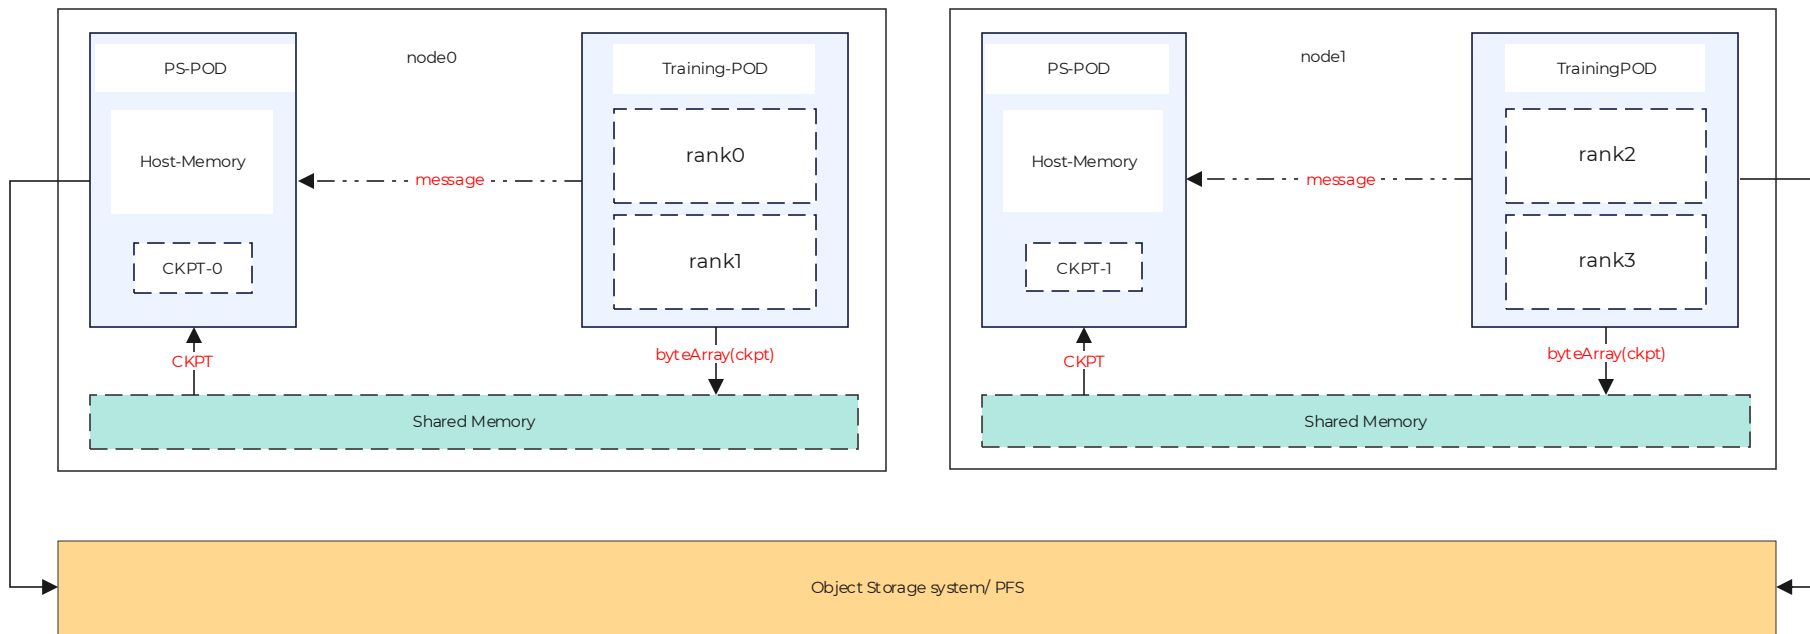 node0
PS-POD
Host-Memory
CKPT-0
message
Training-POD
rank0
rank1
CKPT
byteArray(ckpt)
Shared Memory
node1
PS-POD
Host-Memory
CKPT-1
message
TrainingPOD
rank2
rank3
CKPT
byteArray(ckpt)
Shared Memory
Object Storage system/ PFS